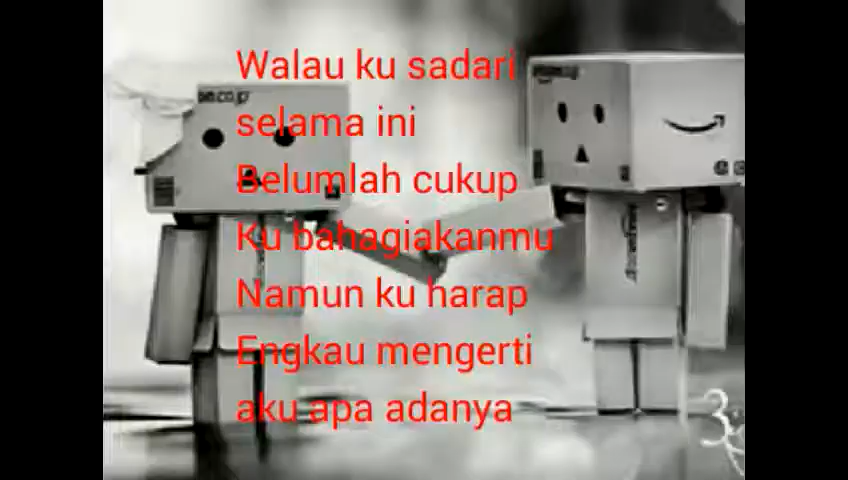 Walau ku sadari
selama ini
Belumlah cukup
Ku bahagiakanmu
Namun ku harap
Engkau mengerti
aku apa adanya